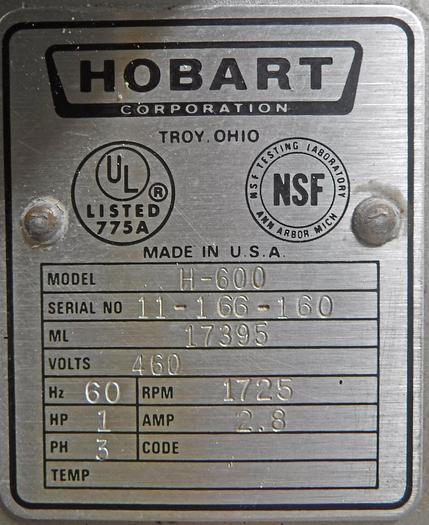 HOBART
CORPORATION
TROY, OHIO
UL ®
LISTED
775A
NSF TESTING LABORATORY
NSF
ANN ARBOR, MICH
MADE IN U.S.A.
MODEL H-600
SERIAL NO 11-166-160
ML 17395
VOLTS 460
Hz 60 RPM 1725
HP 1 AMP 2.8
PH 3 CODE
TEMP